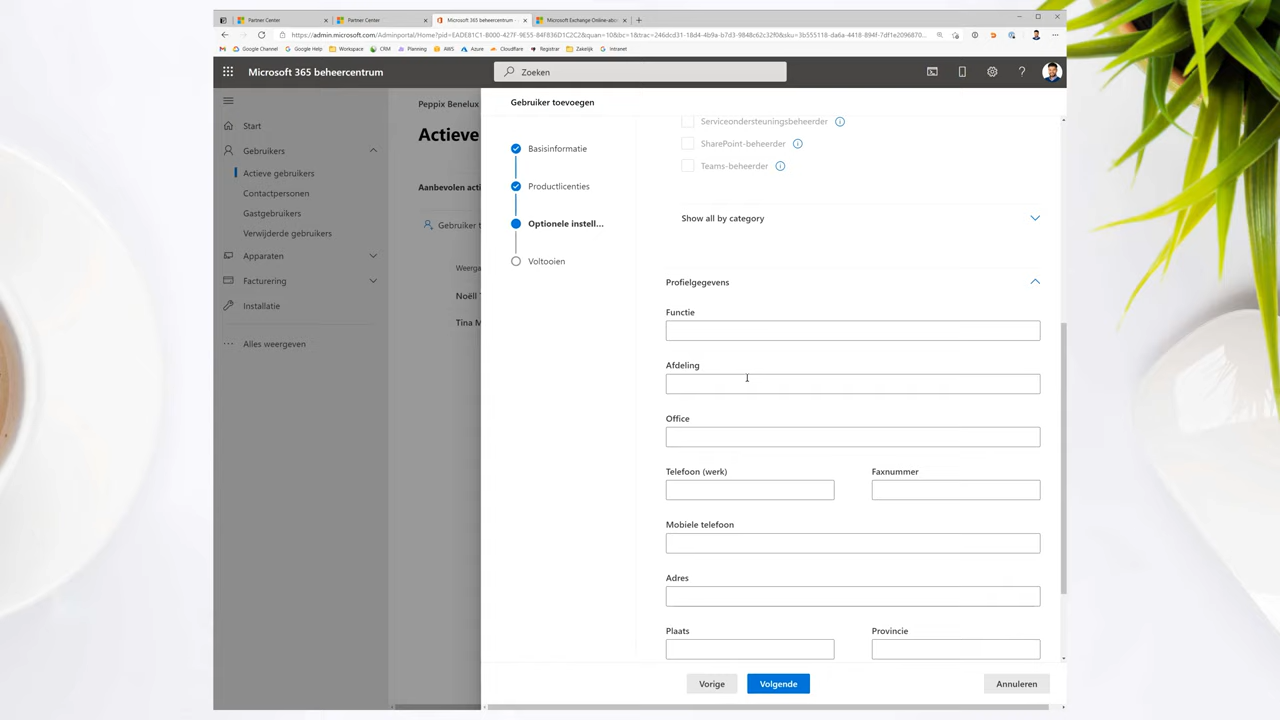 Partner Center
Partner Center
Microsoft 365 beheercentrum -
Microsoft Exchange Online-abo
Google Channel
Google Help
Workspace
CRM
Planning
AWS
Azure
Cloudflare
Registrar
Zakelijk
Intranet
Microsoft 365 beheercentrum
Zoeken
Start
Gebruikers
Actieve gebruikers
Contactpersonen
Gastgebruikers
Verwijderde gebruikers
Apparaten
Facturering
Installatie
Alles weergeven
Peppix Benelux
Actieve
Aanbevolen acti
Gebruiker t
Weerga
Noëll
Tina M
Gebruiker toevoegen
Basisinformatie
Productlicenties
Optionele instell...
Voltooien
Serviceondersteuningsbeheerder
SharePoint-beheerder
Teams-beheerder
Show all by category
Profielgegevens
Functie
Afdeling
Office
Telefoon (werk)
Faxnummer
Mobiele telefoon
Adres
Plaats
Provincie
Vorige
Volgende
Annuleren